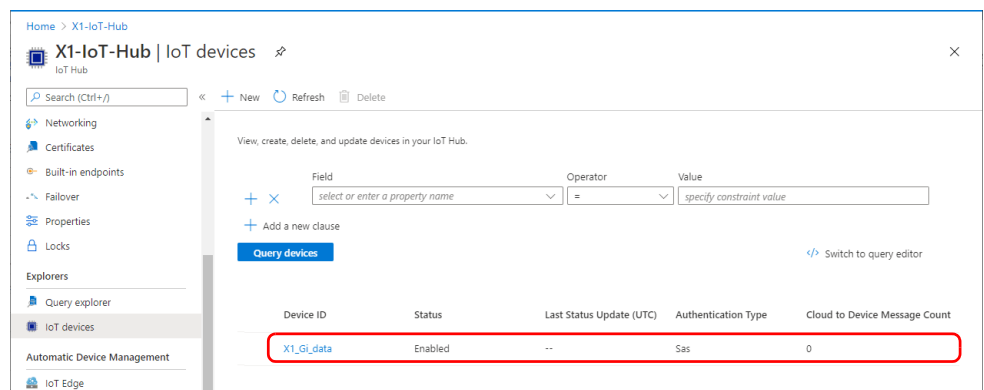 Home > X1-IoT-Hub
X1-IoT-Hub | IoT devices
IoT Hub
Search (Ctrl+/)
«
New
Refresh
Delete
Networking
Certificates
Built-in endpoints
Failover
Properties
Locks
Explorers
Query explorer
IoT devices
Automatic Device Management
IoT Edge
View, create, delete, and update devices in your IoT Hub.
Field Operator Value
select or enter a property name = specify constraint value
Add a new clause
Query devices
</> Switch to query editor
Device ID Status Last Status Update (UTC) Authentication Type Cloud to Device Message Count
X1_Gi_data Enabled -- Sas 0